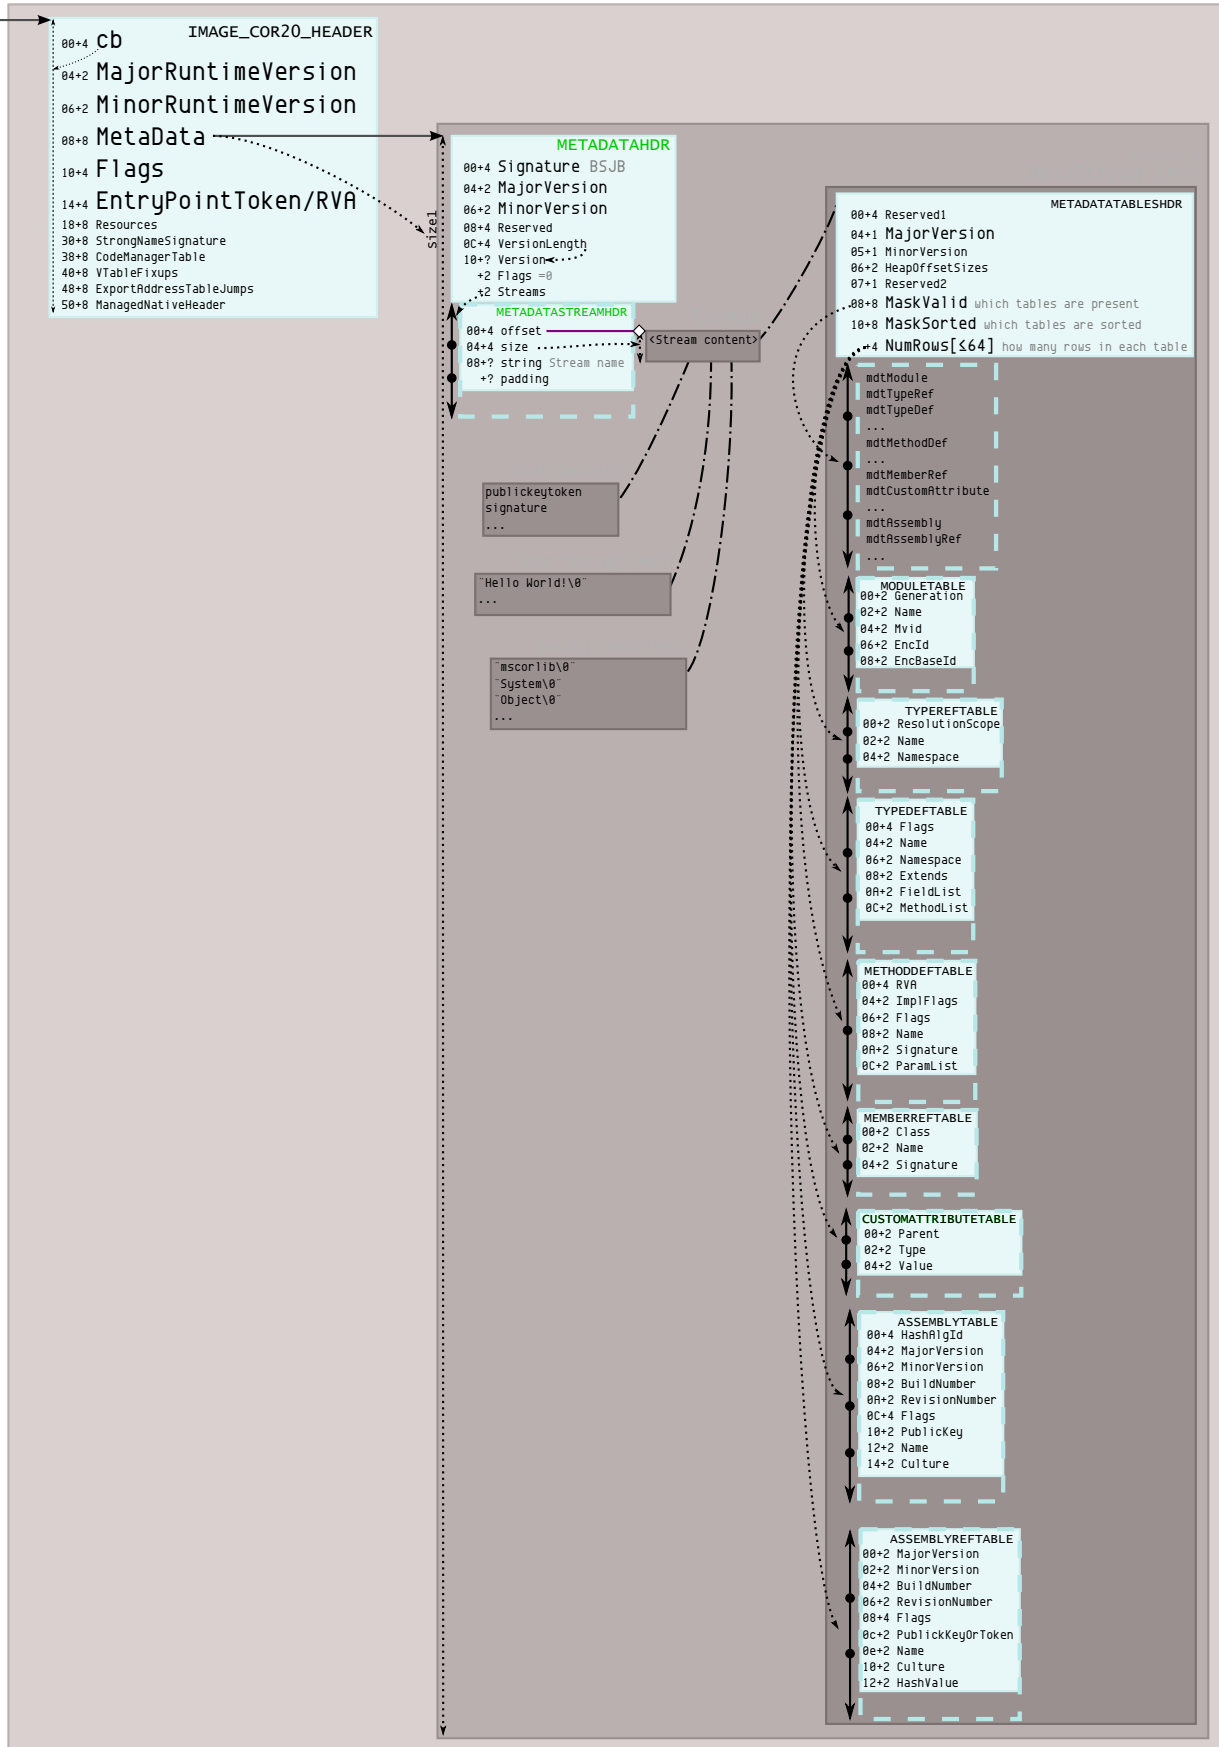 IMAGE_COR20_HEADER
00+4 cb
04+2 MajorRuntimeVersion
06+2 MinorRuntimeVersion
08+8 MetaData
10+4 Flags
14+4 EntryPointToken/RVA
18+8 Resources
30+8 StrongNameSignature
38+8 CodeManagerTable
40+8 VTableFixups
48+8 ExportAddressTableJumps
50+8 ManagedNativeHeader
size1
METADATAHDR
00+4 Signature BSJB
04+2 MajorVersion
06+2 MinorVersion
08+4 Reserved
0C+4 VersionLength
10+? Version
+2 Flags =0
+2 Streams
METADATASTREAMHDR
00+4 offset
04+4 size
08+? string Stream name
+? padding
<Stream content>
publickeytoken
signature
...
¨Hello World!\0¨
...
¨mscorlib\0¨
¨System\0¨
¨Object\0¨
...
METADATATABLESHDR
00+4 Reserved1
04+1 MajorVersion
05+1 MinorVersion
06+2 HeapOffsetSizes
07+1 Reserved2
08+8 MaskValid which tables are present
10+8 MaskSorted which tables are sorted
+4 NumRows[≤64] how many rows in each table
mdtModule
mdtTypeRef
mdtTypeDef
...
mdtMethodDef
...
mdtMemberRef
mdtCustomAttribute
...
mdtAssembly
mdtAssemblyRef
...
MODULETABLE
00+2 Generation
02+2 Name
04+2 Mvid
06+2 EncId
08+2 EncBaseId
TYPEREFTABLE
00+2 ResolutionScope
02+2 Name
04+2 Namespace
TYPEDEFTABLE
00+4 Flags
04+2 Name
06+2 Namespace
08+2 Extends
0A+2 FieldList
0C+2 MethodList
METHODDEFTABLE
00+4 RVA
04+2 ImplFlags
06+2 Flags
08+2 Name
0A+2 Signature
0C+2 ParamList
MEMBERREFTABLE
00+2 Class
02+2 Name
04+2 Signature
CUSTOMATTRIBUTETABLE
00+2 Parent
02+2 Type
04+2 Value
ASSEMBLYTABLE
00+4 HashAlgId
04+2 MajorVersion
06+2 MinorVersion
08+2 BuildNumber
0A+2 RevisionNumber
0C+4 Flags
10+2 PublicKey
12+2 Name
14+2 Culture
ASSEMBLYREFTABLE
00+2 MajorVersion
02+2 MinorVersion
04+2 BuildNumber
06+2 RevisionNumber
08+4 Flags
0c+2 PublickKeyOrToken
0e+2 Name
10+2 Culture
12+2 HashValue